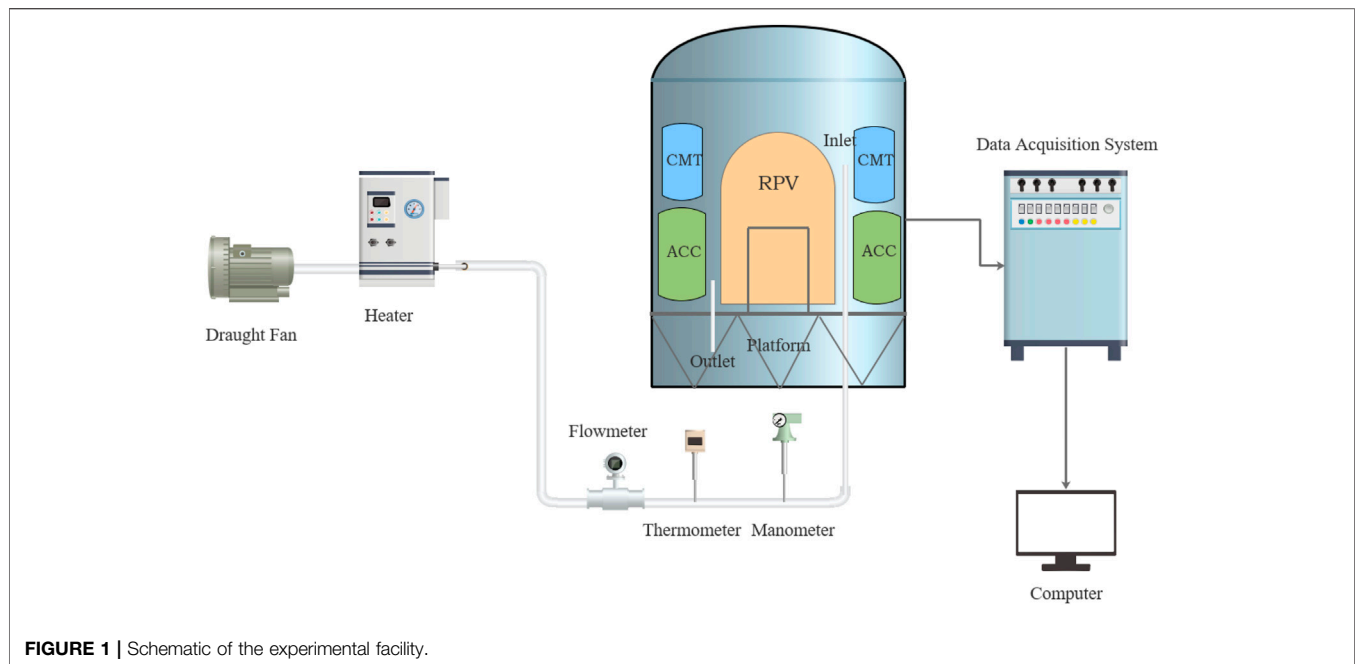 Inlet
CMT
CMT
RPV
ACC
ACC
Data Acquisition System
Draught Fan
Heater
Platform
Outlet
Flowmeter
Thermometer
Manometer
Computer
FIGURE 1 | Schematic of the experimental facility.